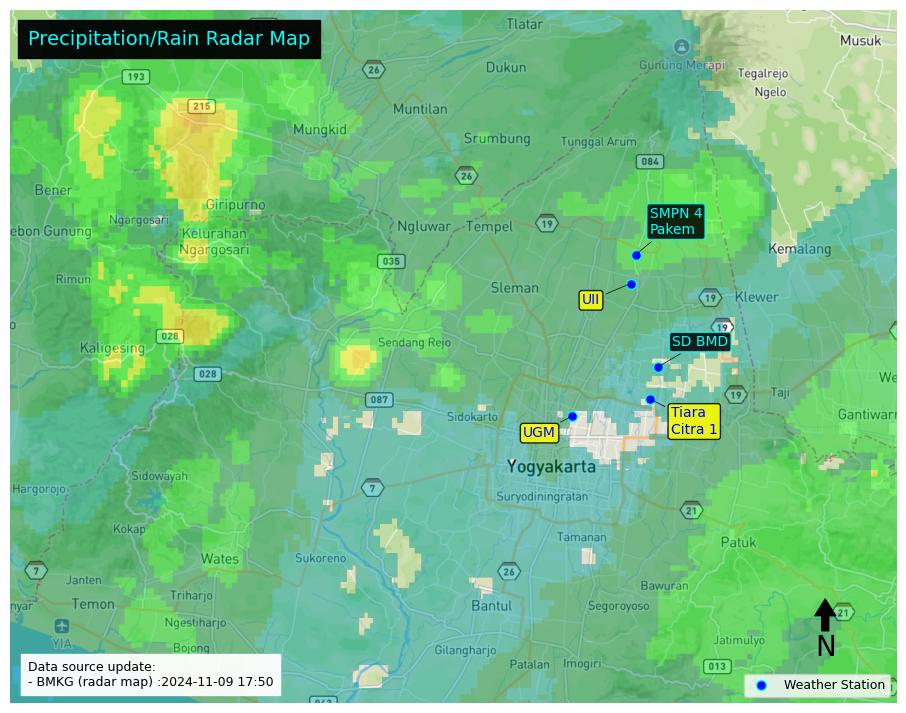 Precipitation/Rain Radar Map
Tlatar
Musuk
26
Dukun
Gunung Merapi
Tegalrejo
193
Ngelo
215
Muntilan
Mungkid
Srumbung
Tunggal Arum
084
26
Bener
Giripurno
Ngargosari
SMPN 4
Pakem
ebon Gunung
Kelurahan
Ngargosari
Ngluwar
Tempel
19
Kemalang
035
Rimun
Sleman
UII
19
Klewer
19
028
Kaligesing
Sendang Rejo
SD BMD
028
We
087
19
Taji
Sidokarto
Tiara
Citra 1
Gantiwarn
UGM
Yogyakarta
Sidowayah
Hargorojo
7
Suryodiningratan
21
Kokap
Tamanan
Patuk
Wates
Sukoreno
7
26
Janten
Bawuran
Triharjo
nyar
Temon
Bantul
Segoroyoso
21
Ngestiharjo
YIA
Jatimulyo
N
Bojong
Gilangharjo
Patalan
Imogiri
013
Data source update:
- BMKG (radar map) :2024-11-09 17:50
Weather Station